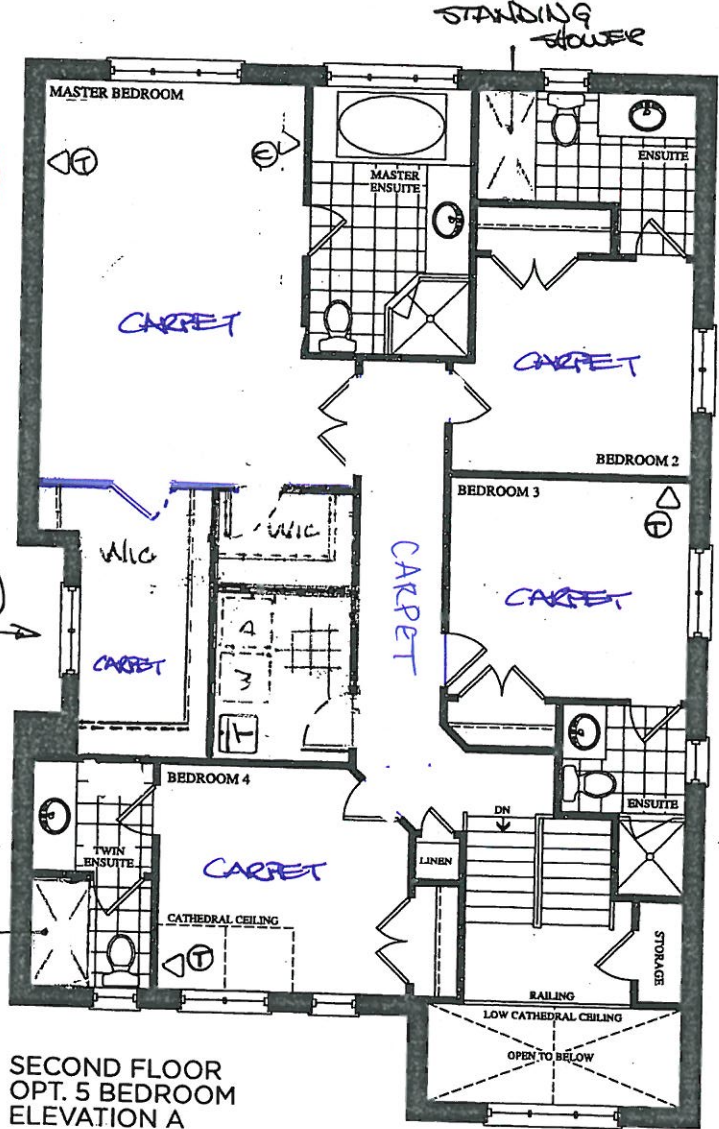 STANDING
SHOWER
MASTER BEDROOM
T
MASTER
ENSUITE
ENSUITE
CARPET
CARPET
BEDROOM 2
BEDROOM 3
T
WIC
WIC
CARPET
CARPET
CARPET
D
W
T
BEDROOM 4
TWIN
ENSUITE
CARPET
DN
LINEN
ENSUITE
CATHEDRAL CEILING
T
STORAGE
RAILING
LOW CATHEDRAL CEILING
OPEN TO BELOW
SECOND FLOOR
OPT. 5 BEDROOM
ELEVATION A